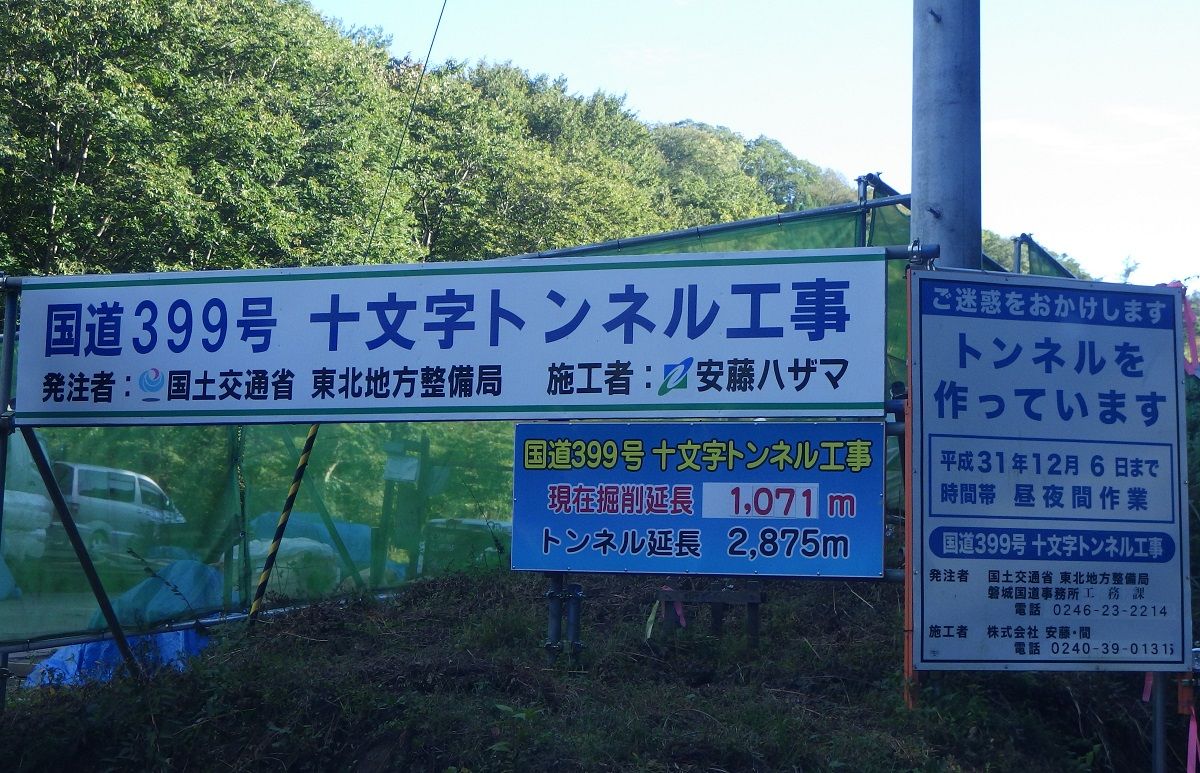 国道399号 十文字トンネル工事
発注者：国土交通省 東北地方整備局 施工者：安藤ハザマ
国道399号 十文字トンネル工事
現在掘削延長 1,071 m
トンネル延長 2,875m
ご迷惑をおかけします
トンネルを
作っています
平成31年12月 6日まで
時間帯 昼夜間作業
国道399号 十文字トンネル工事
発注者 国土交通省 東北地方整備局
磐城国道事務所 工務課
電話 0246-23-2214
施工者 株式会社 安藤・間
電話 0240-39-0131